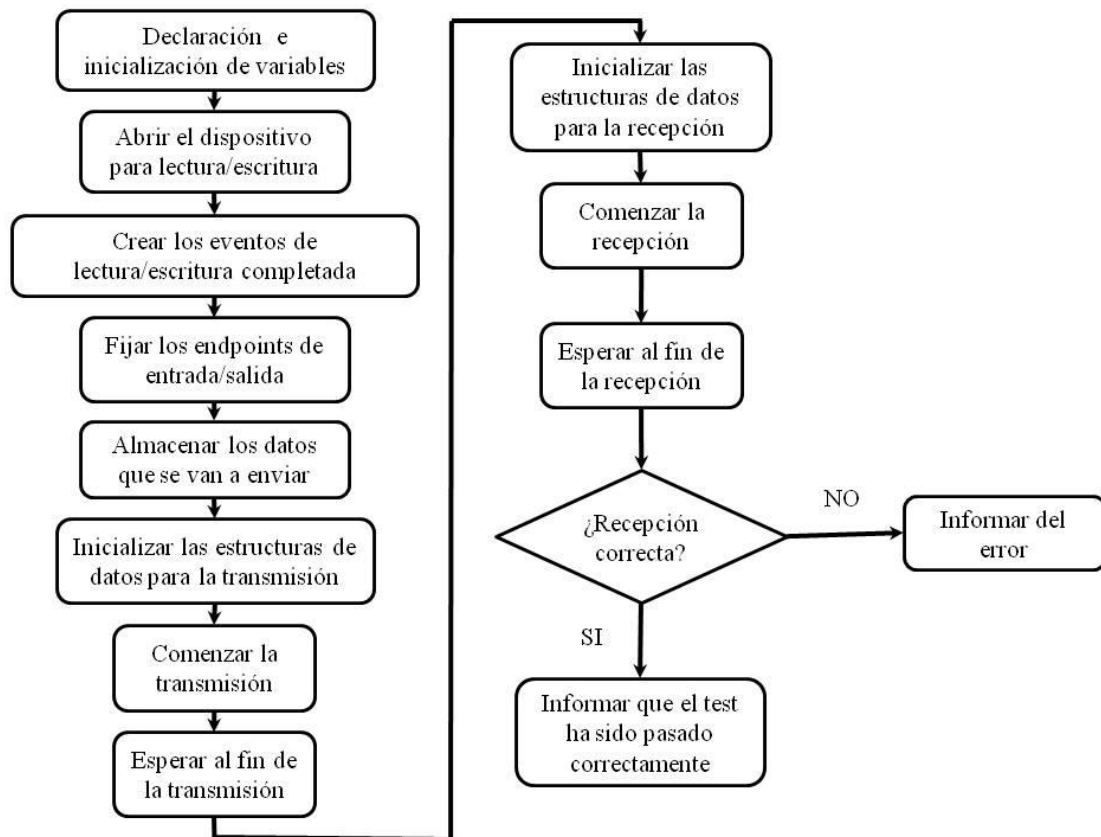 Declaración e
inicialización de variables
Abrir el dispositivo
para lectura/escritura
Crear los eventos de
lectura/escritura completada
Fijar los endpoints de
entrada/salida
Almacenar los datos
que se van a enviar
Inicializar las estructuras de
datos para la transmisión
Comenzar la
transmisión
Esperar al fin de
la transmisión
Inicializar las
estructuras de datos
para la recepción
Comenzar la
recepción
Esperar al fin de
la recepción
¿Recepción
correcta?
NO
Informar del
error
SI
Informar que el test
ha sido pasado
correctamente